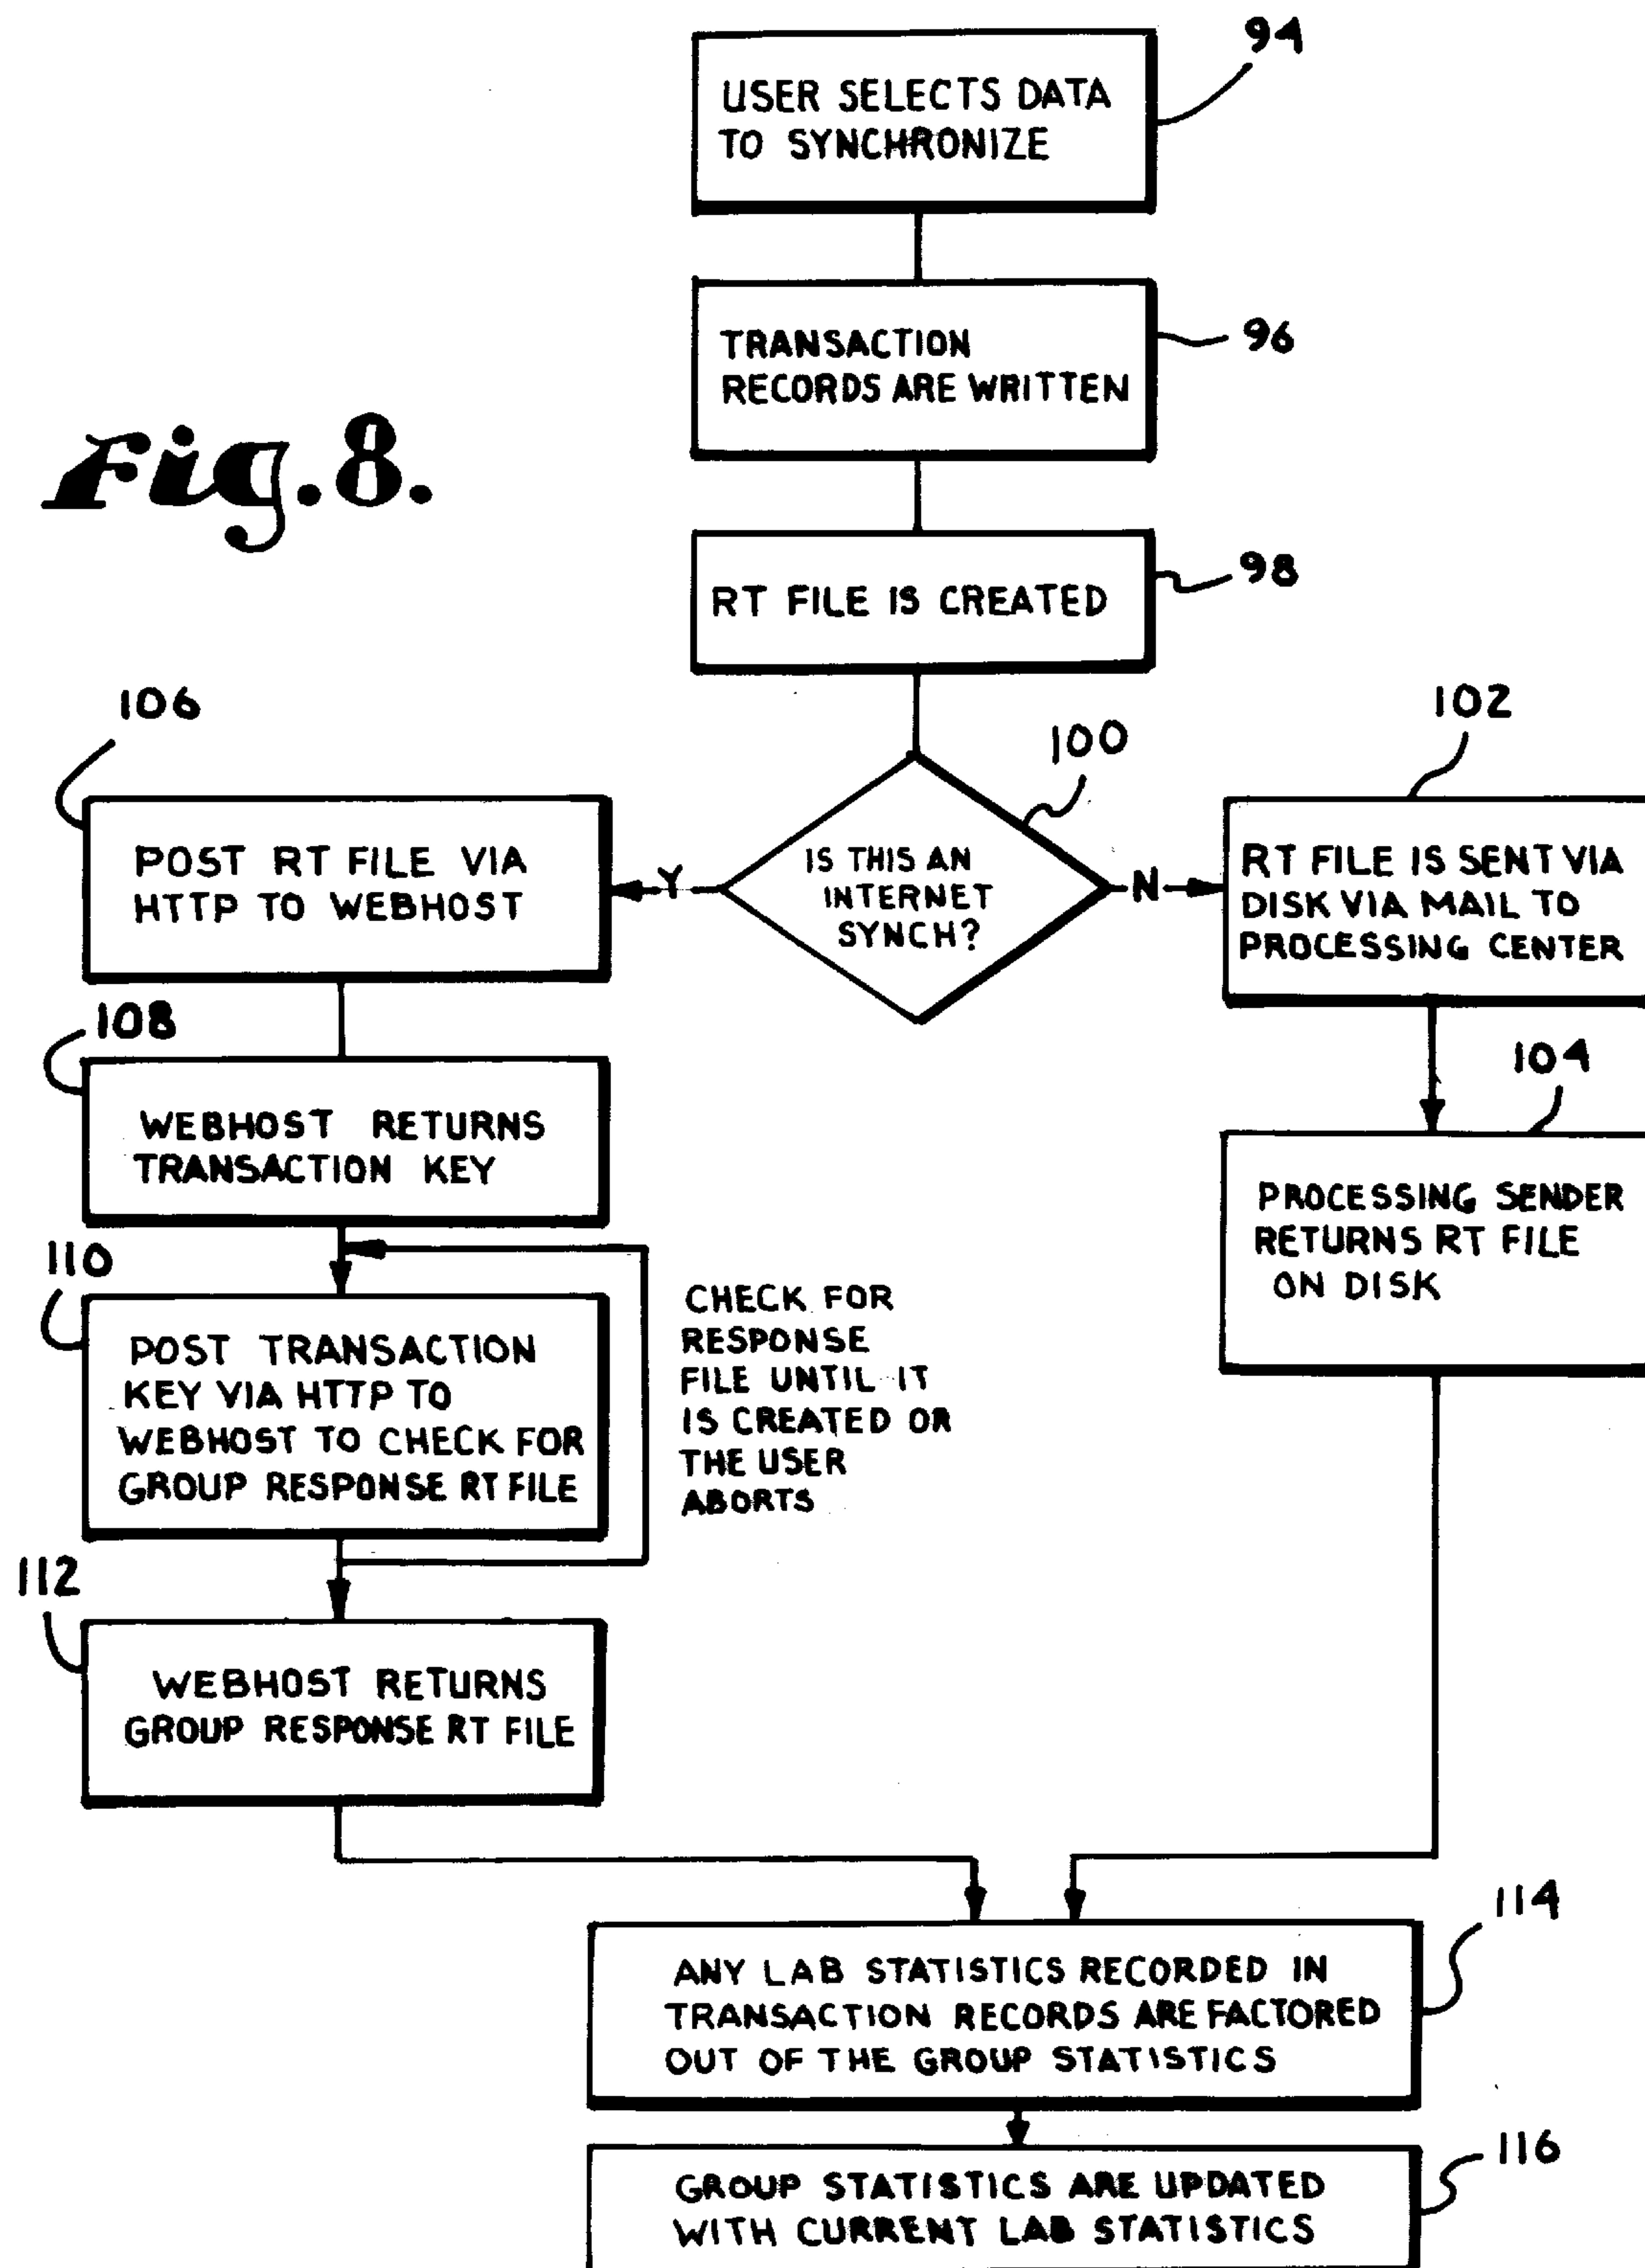 94
USER SELECTS DATA
TO SYNCHRONIZE
96
TRANSACTION
RECORDS ARE WRITTEN
Fig. 8.
98
RT FILE IS CREATED
106
102
100
POST RT FILE VIA
HTTP TO WEBHOST
Y
IS THIS AN
INTERNET
SYNCH?
N
RT FILE IS SENT VIA
DISK VIA MAIL TO
PROCESSING CENTER
108
104
WEBHOST RETURNS
TRANSACTION KEY
PROCESSING SENDER
RETURNS RT FILE
ON DISK
110
CHECK FOR
RESPONSE
FILE UNTIL IT
IS CREATED OR
THE USER
ABORTS
POST TRANSACTION
KEY VIA HTTP TO
WEBHOST TO CHECK FOR
GROUP RESPONSE RT FILE
112
WEBHOST RETURNS
GROUP RESPONSE RT FILE
114
ANY LAB STATISTICS RECORDED IN
TRANSACTION RECORDS ARE FACTORED
OUT OF THE GROUP STATISTICS
116
GROUP STATISTICS ARE UPDATED
WITH CURRENT LAB STATISTICS